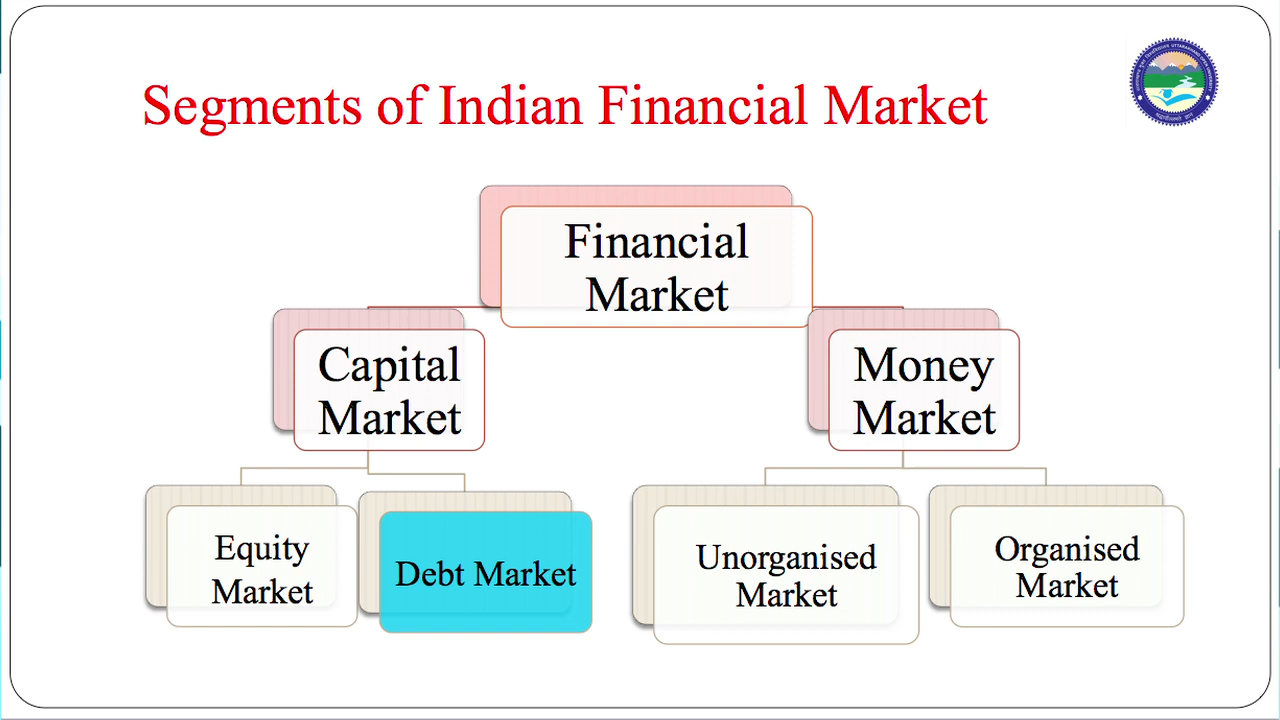 Segments of Indian Financial Market
Financial
Market
Capital
Market
Money
Market
Equity
Market
Debt Market
Unorganised
Market
Organised
Market